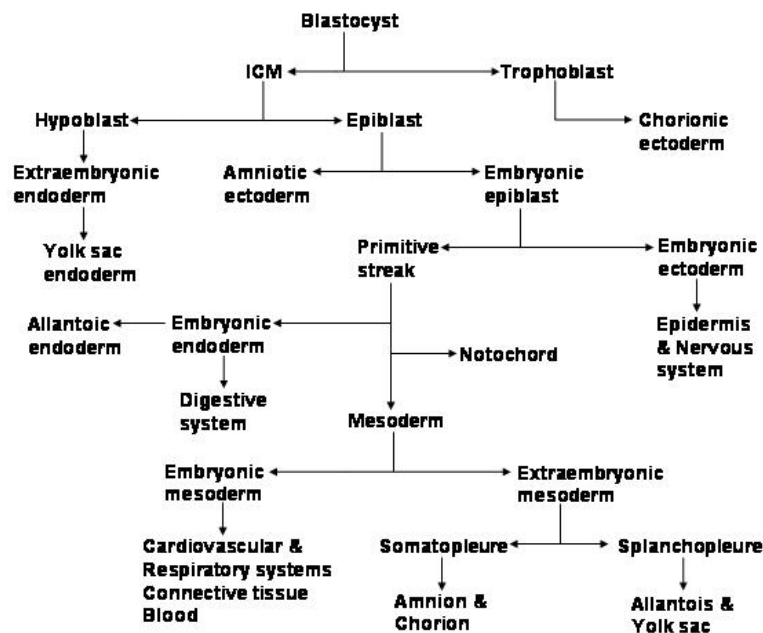 Blastocyst
ICM
Trophoblast
Hypoblast
Epiblast
Chorionic
ectoderm
Extraembryonic
endoderm
Amniotic
ectoderm
Embryonic
epiblast
Yolk sac
endoderm
Primitive
streak
Embryonic
ectoderm
Allantoic
endoderm
Embryonic
endoderm
Notochord
Epidermis
& Nervous
system
Digestive
system
Mesoderm
Embryonic
mesoderm
Extraembryonic
mesoderm
Cardiovascular &
Respiratory systems
Connective tissue
Blood
Somatopleure
Splanchopleure
Amnion &
Chorion
Allantois &
Yolk sac